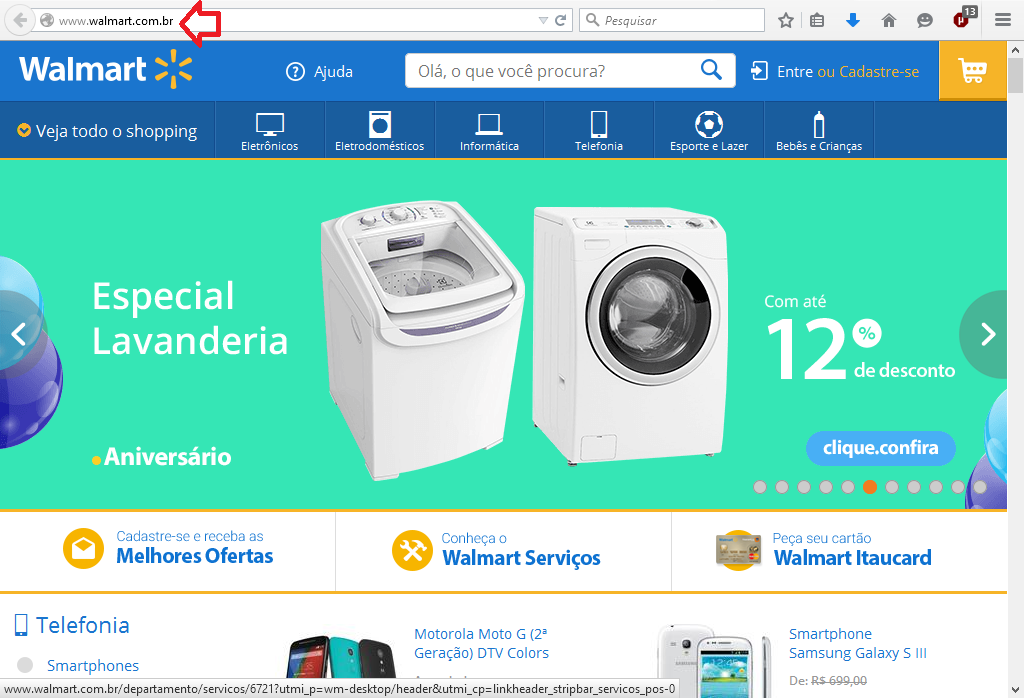 www.walmart.com.br
Pesquisar
13
Walmart
? Ajuda
Olá, o que você procura?
Entre ou Cadastre-se
Veja todo o shopping
Eletrônicos
Eletrodomésticos
Informática
Telefonia
Esporte e Lazer
Bebês e Crianças
Especial
Lavanderia
Com até
12%
de desconto
Aniversário
clique.confira
Cadastre-se e receba as
Melhores Ofertas
Conheça o
Walmart Serviços
Peça seu cartão
Walmart Itaucard
Telefonia
Smartphones
Motorola Moto G (2ª
Geração) DTV Colors
Smartphone
Samsung Galaxy S III
De: R$ 699,00
www.walmart.com.br/departamento/servicos/6721?utmi_p=wm-desktop/header&utmi_cp=linkheader_stripbar_servicos_pos-0